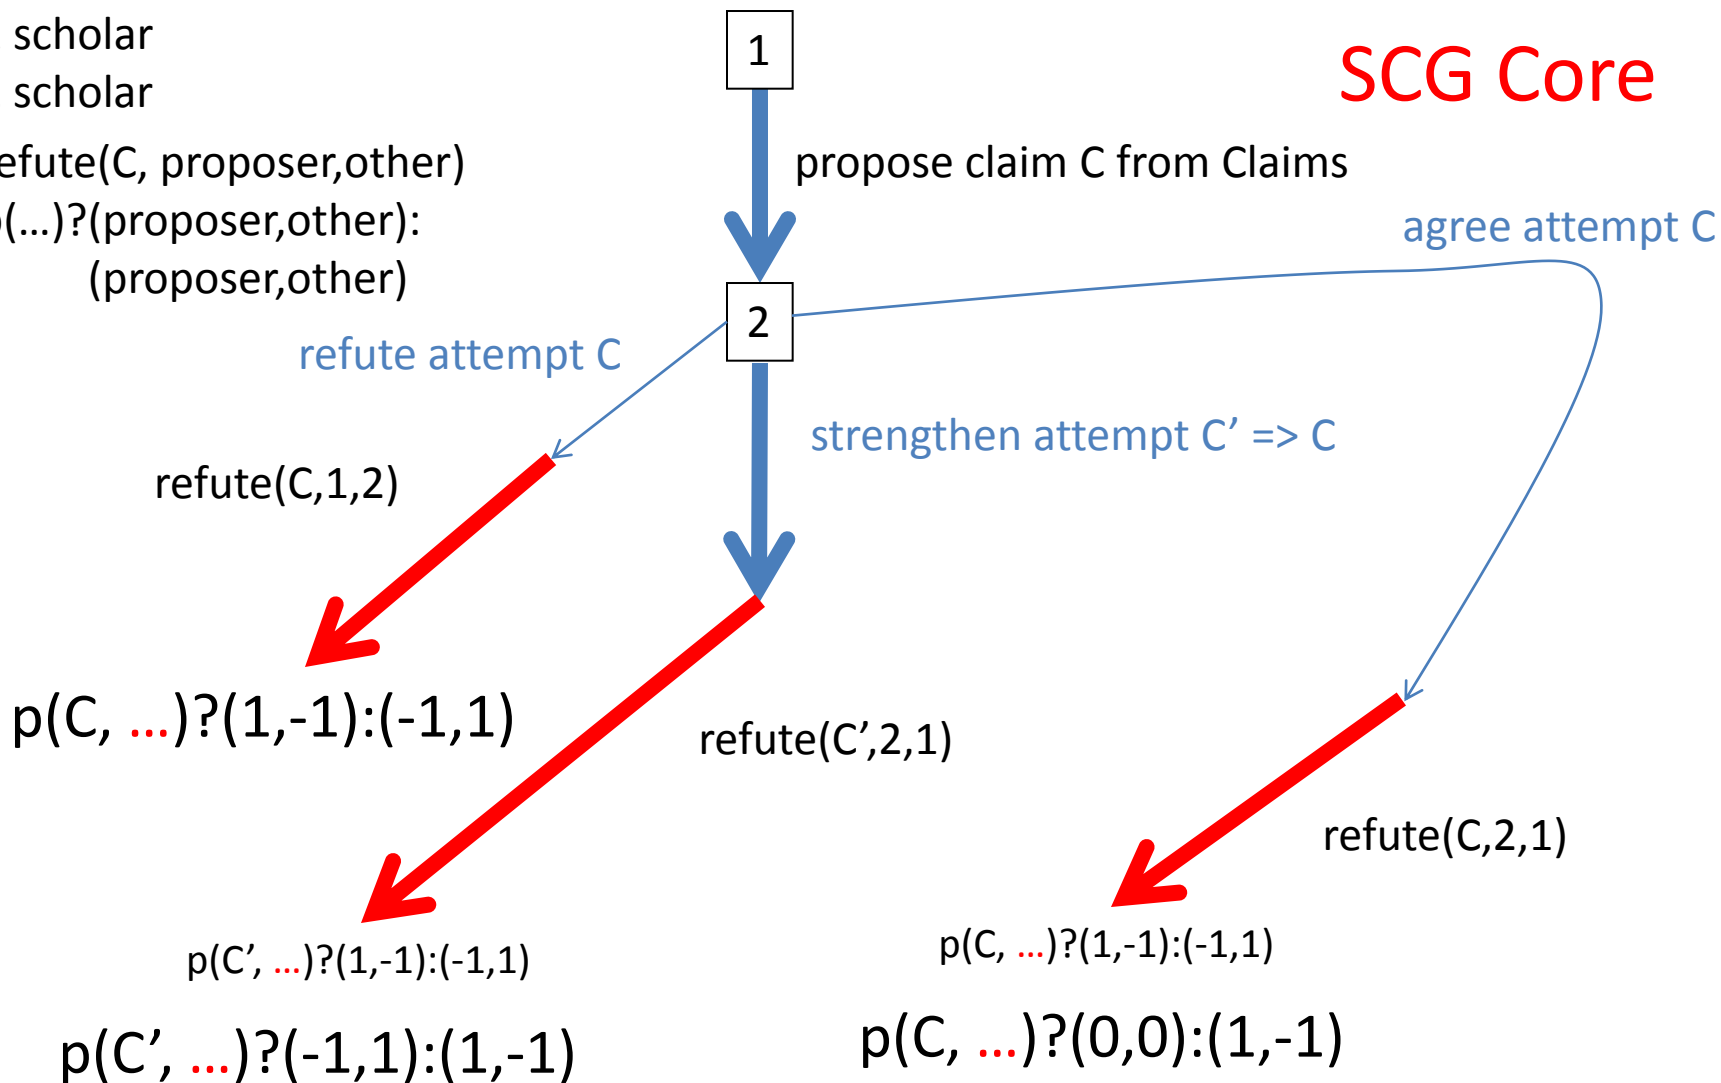 scholar
scholar
efute(C, proposer,other)
(…)?(proposer,other):
(proposer,other)
1
SCG Core
propose claim C from Claims
agree attempt C
2
refute attempt C
strengthen attempt C’ => C
refute(C,1,2)
p(C, …)?(1,-1):(-1,1)
refute(C’,2,1)
refute(C,2,1)
p(C’, …)?(1,-1):(-1,1)
p(C, …)?(1,-1):(-1,1)
p(C’, …)?(-1,1):(1,-1)
p(C, …)?(0,0):(1,-1)